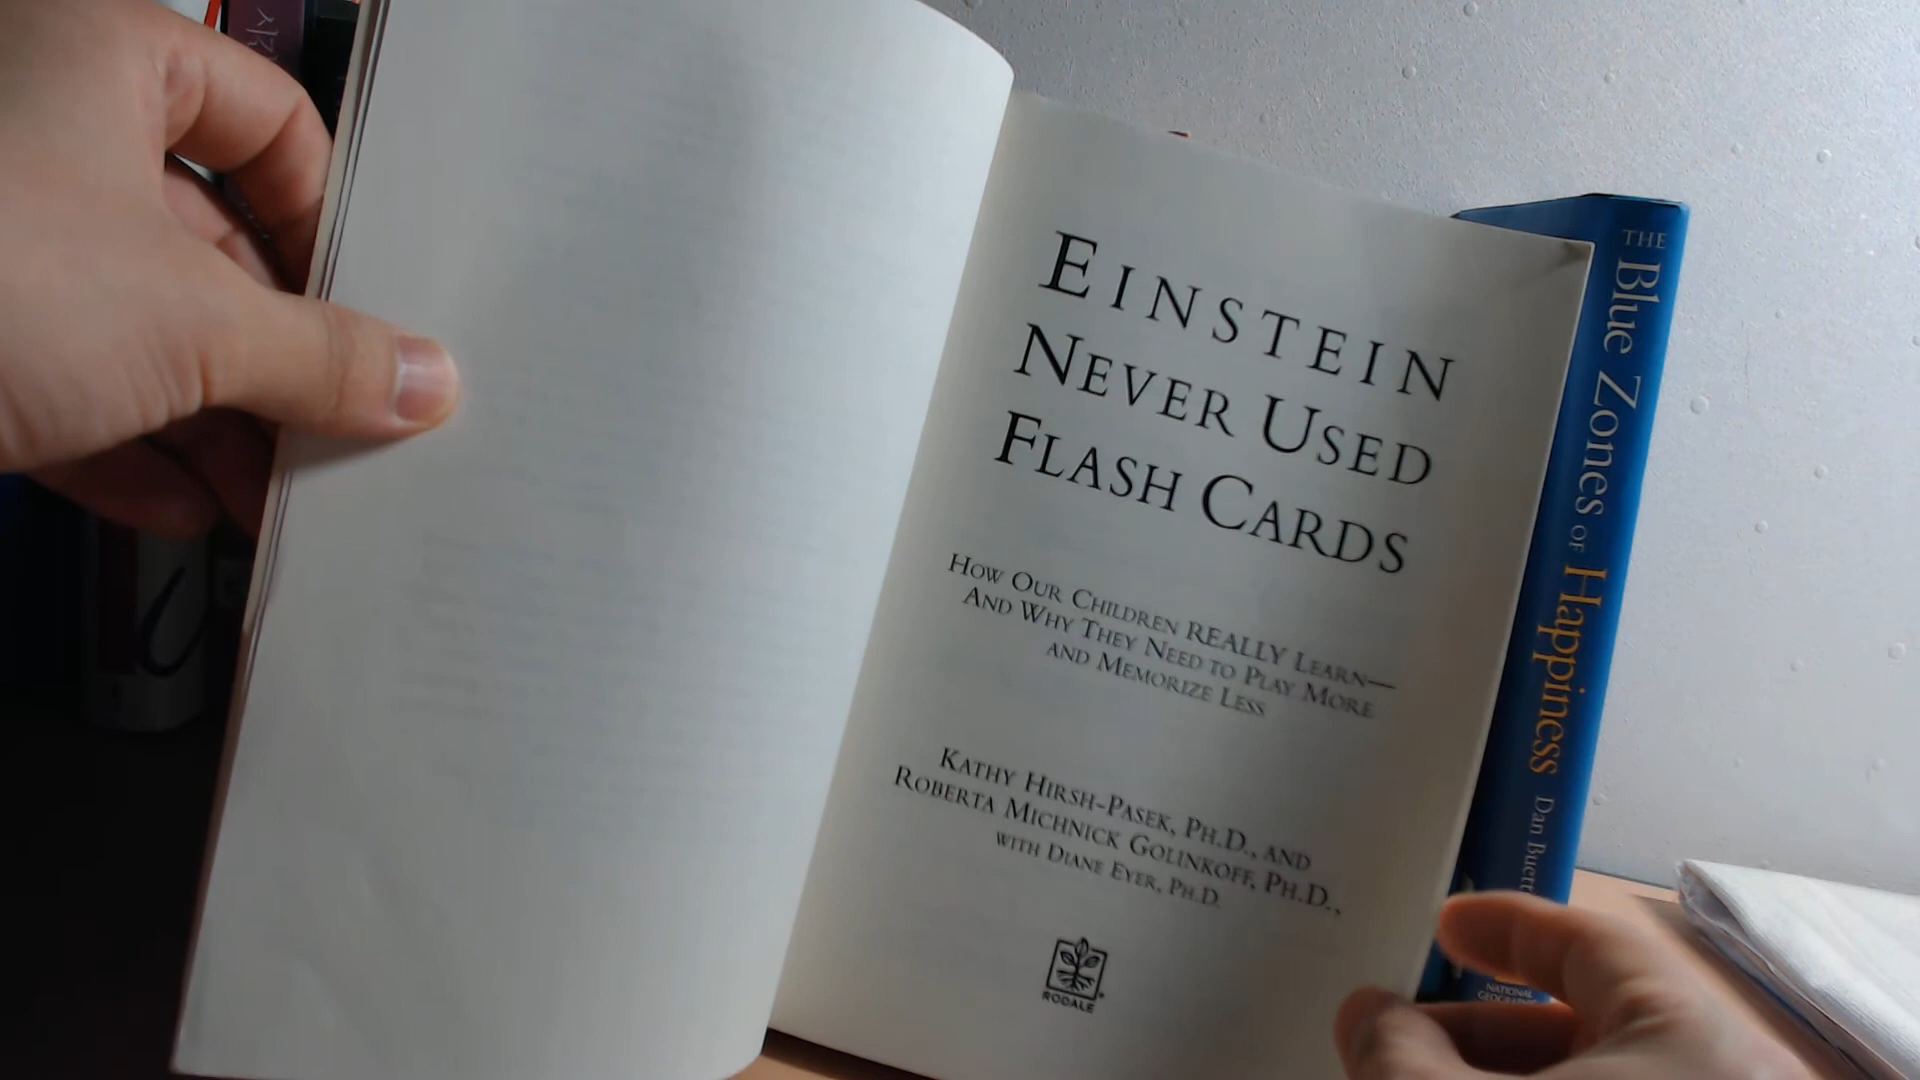 EINSTEIN
NEVER USED
FLASH CARDS
HOW OUR CHILDREN REALLY LEARN—
AND WHY THEY NEED TO PLAY MORE
AND MEMORIZE LESS
KATHY HIRSH-PASEK, PH.D., AND
ROBERTA MICHNICK GOLINKOFF, PH.D.,
WITH DIANE EYER, PH.D.
RODALE
THE Blue Zones OF Happiness Dan
NATIONAL